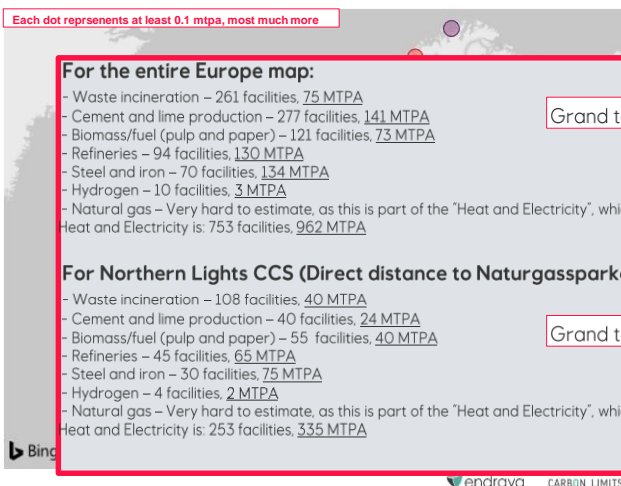 Each dot reprsenents at least 0.1 mtpa, most much more
For the entire Europe map:
- Waste incineration – 261 facilities, 75 MTPA
- Cement and lime production – 277 facilities, 141 MTPA
- Biomass/fuel (pulp and paper) – 121 facilities, 73 MTPA
- Refineries – 94 facilities, 130 MTPA
- Steel and iron – 70 facilities, 134 MTPA
- Hydrogen – 10 facilities, 3 MTPA
- Natural gas – Very hard to estimate, as this is part of the "Heat and Electricity", whi
Heat and Electricity is: 753 facilities, 962 MTPA
Grand t
For Northern Lights CCS (Direct distance to Naturgasspark
- Waste incineration – 108 facilities, 40 MTPA
- Cement and lime production – 40 facilities, 24 MTPA
- Biomass/fuel (pulp and paper) – 55 facilities, 40 MTPA
- Refineries – 45 facilities, 65 MTPA
- Steel and iron – 30 facilities, 75 MTPA
- Hydrogen – 4 facilities, 2 MTPA
- Natural gas – Very hard to estimate, as this is part of the "Heat and Electricity", whi
Heat and Electricity is: 253 facilities, 335 MTPA
Grand t
Bing
endrava CARBON LIMITS